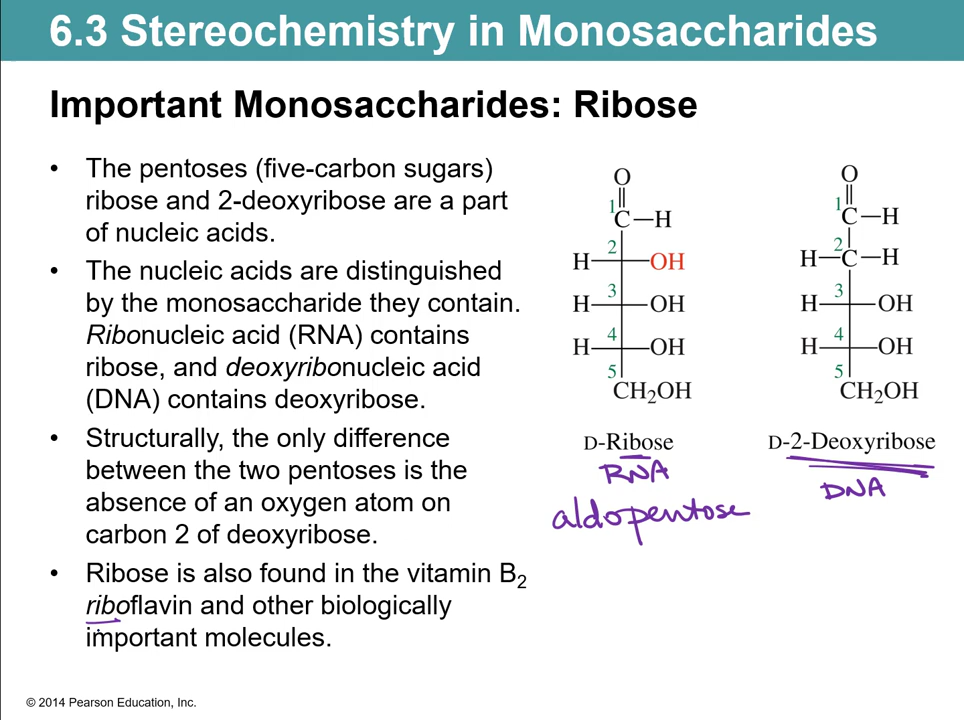 6.3 Stereochemistry in Monosaccharides
Important Monosaccharides: Ribose
• The pentoses (five-carbon sugars)
ribose and 2-deoxyribose are a part
of nucleic acids.
• The nucleic acids are distinguished
by the monosaccharide they contain.
Ribonucleic acid (RNA) contains
ribose, and deoxyribonucleic acid
(DNA) contains deoxyribose.
• Structurally, the only difference
between the two pentoses is the
absence of an oxygen atom on
carbon 2 of deoxyribose.
• Ribose is also found in the vitamin B₂
riboflavin and other biologically
important molecules.
O
1
C—H
2
H OH
3
H OH
4
H OH
5
CH₂OH
D-Ribose
RNA
aldopentose
O
1
C—H
2
H—C—H
3
H OH
4
H OH
5
CH₂OH
D-2-Deoxyribose
DNA
© 2014 Pearson Education, Inc.